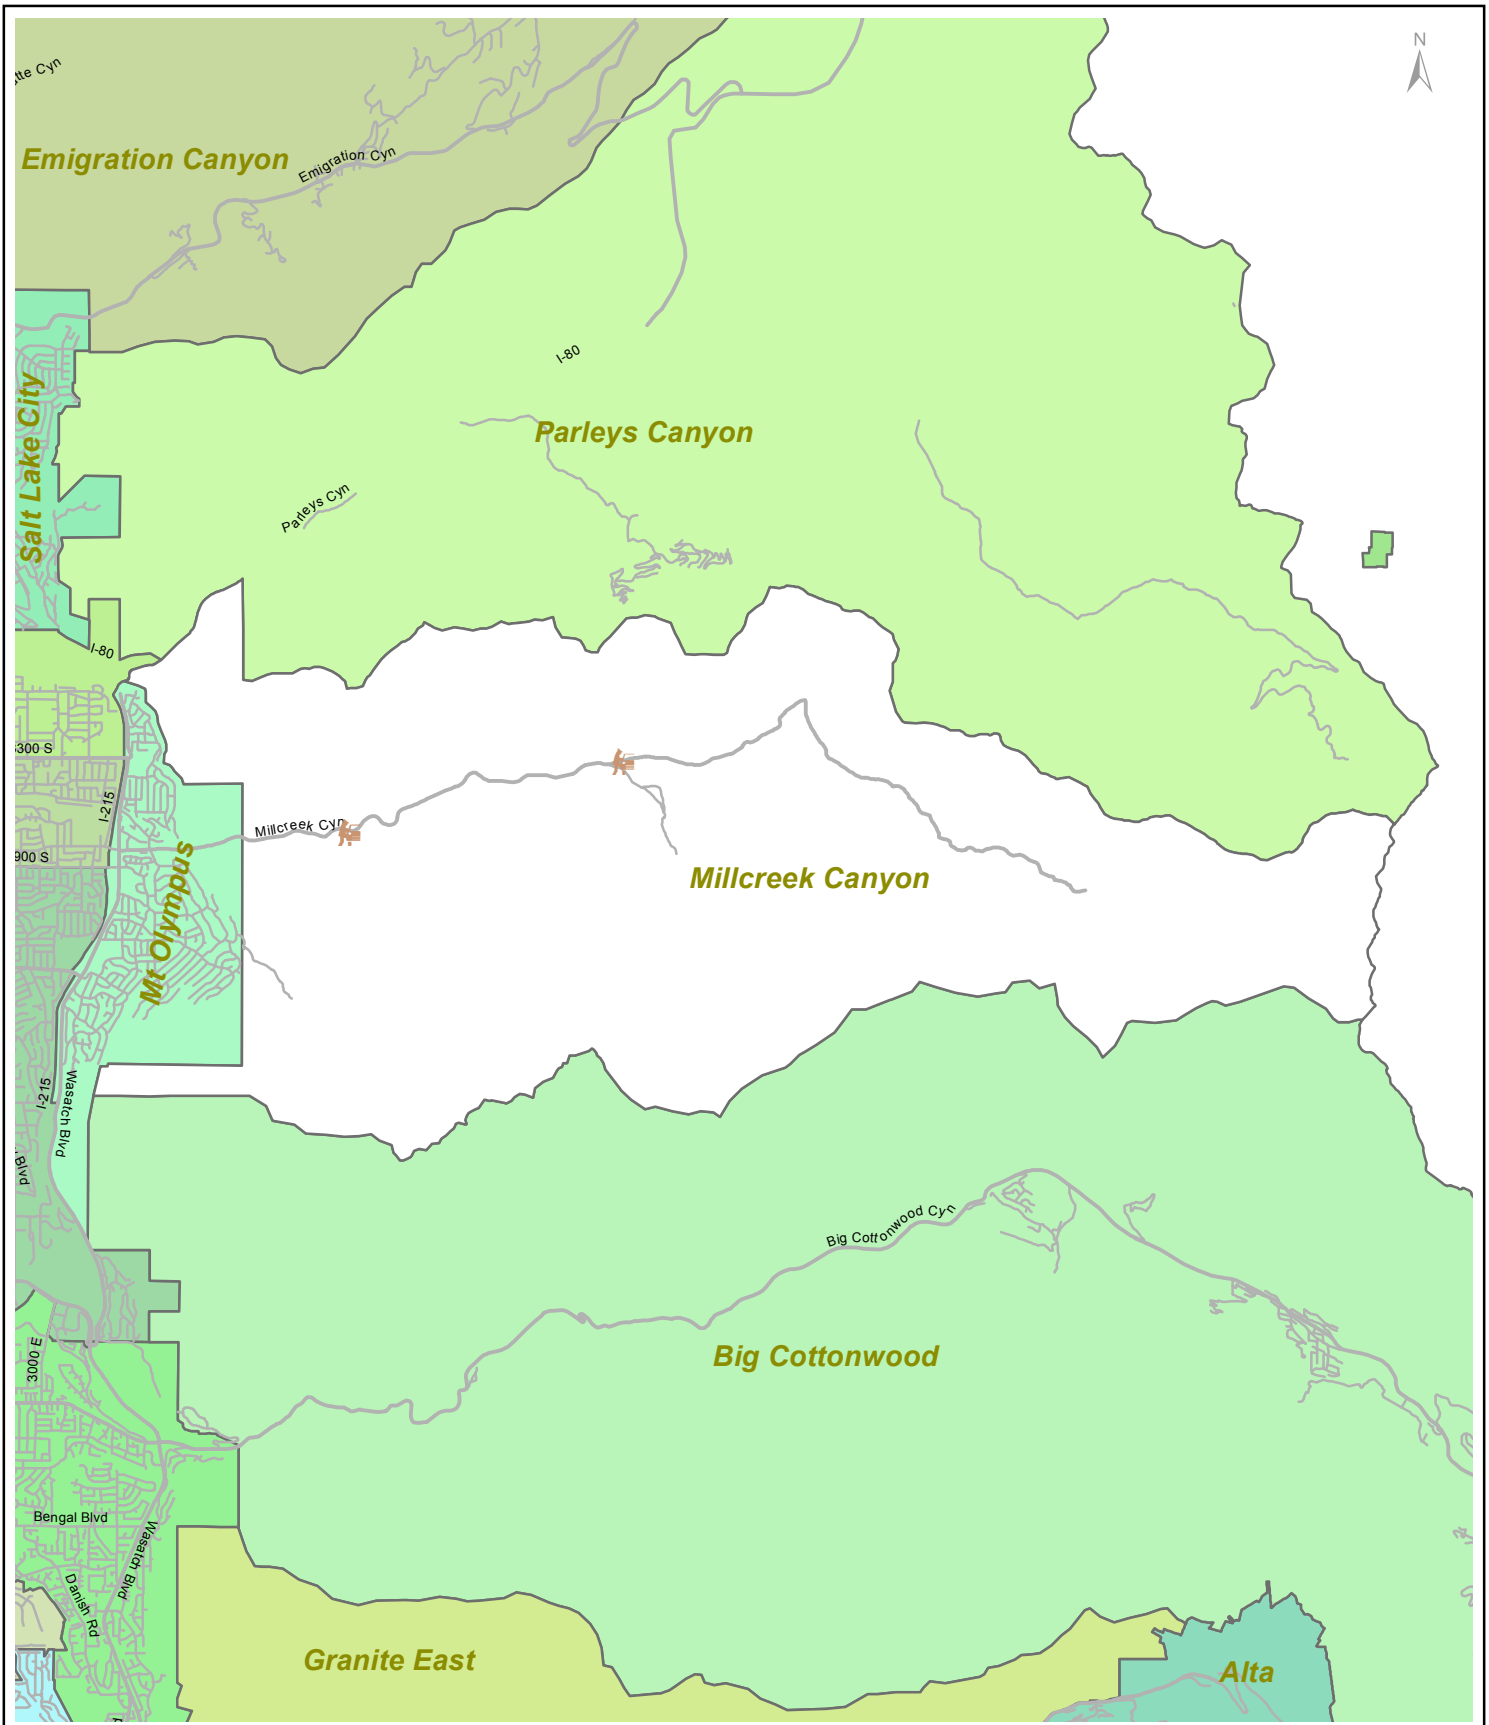 N
Cyn
Emigration Canyon
Emigration Cyn
I-80
Salt Lake City
Parleys Canyon
Parleys Cyn
I-80
300 S
I-215
Millcreek Cyn
900 S
Mt Olympus
Millcreek Canyon
I-215
Wasatch Blvd
Blvd
Big Cottonwood Cyn
3000 E
Big Cottonwood
Bengal Blvd
Wasatch Blvd
Danish Rd
Granite East
Alta